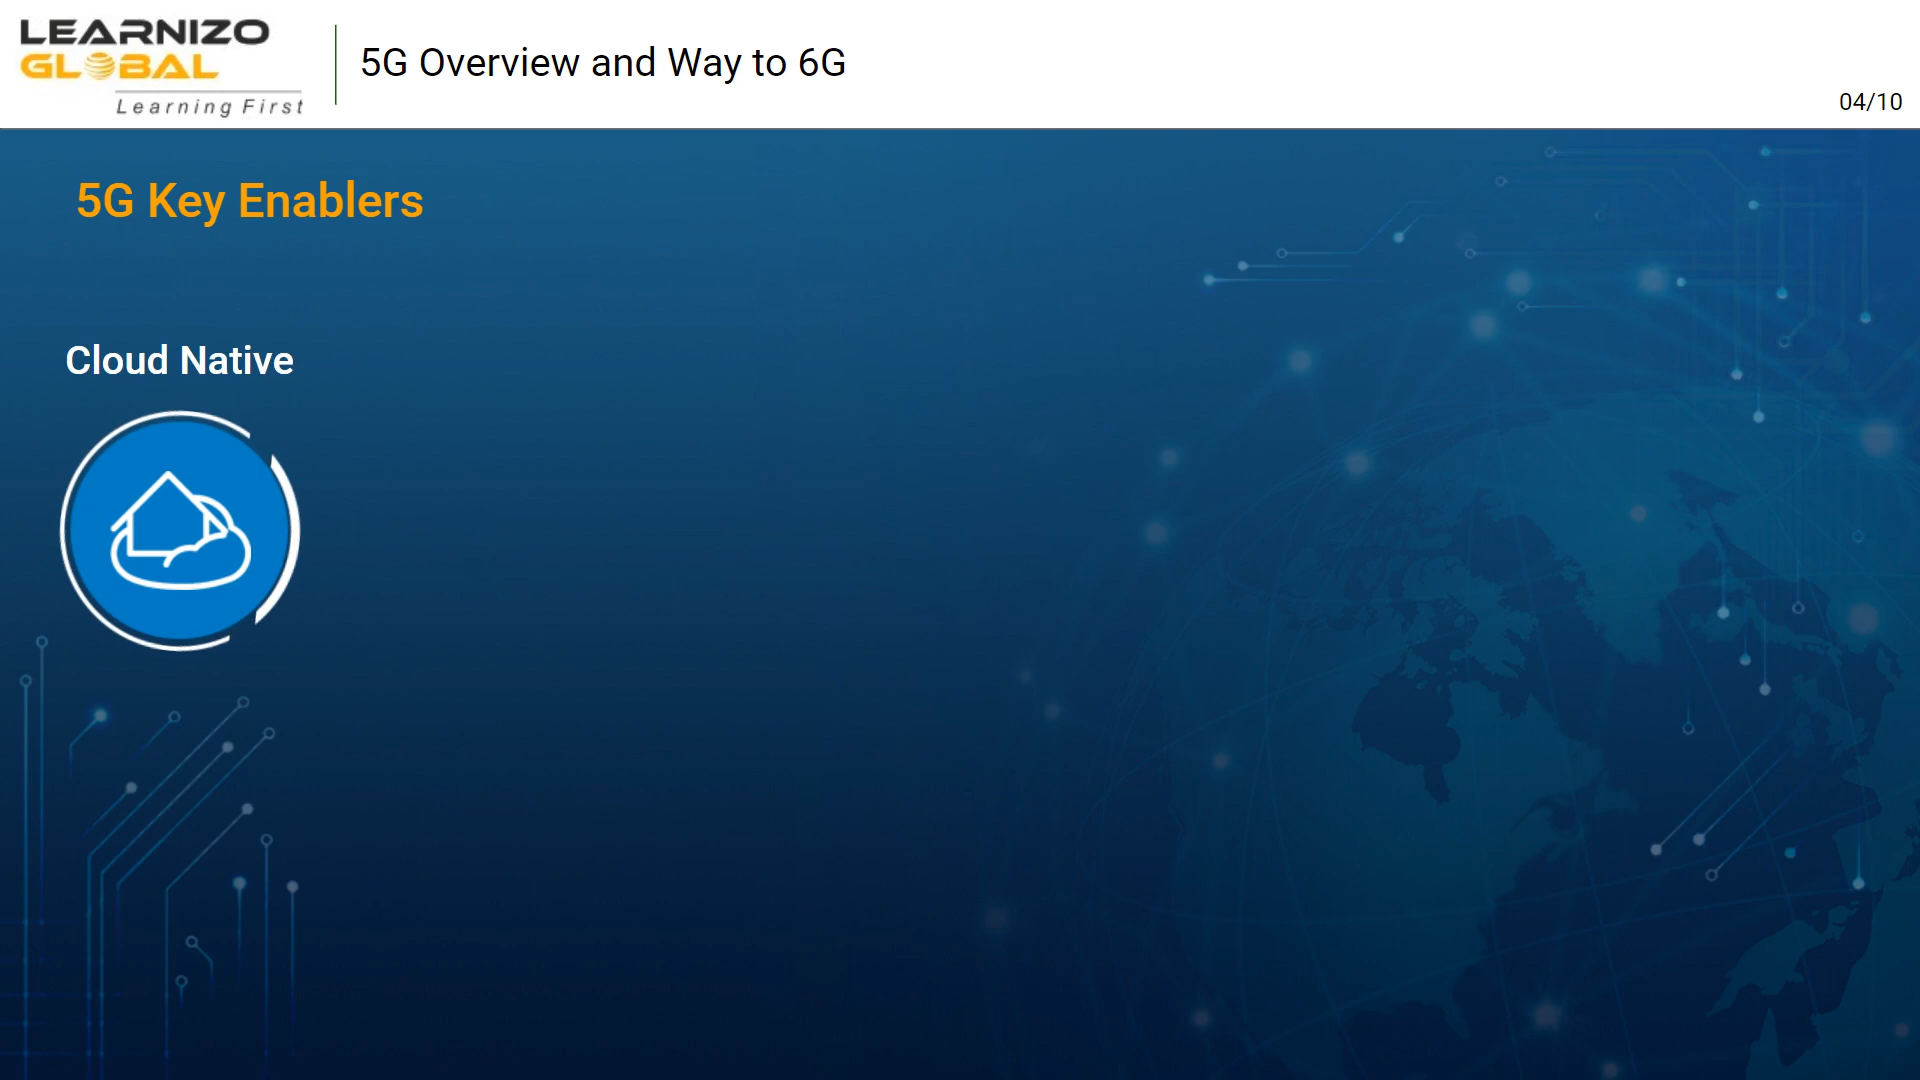 LEARNIZO
GLOBAL
Learning First
5G Overview and Way to 6G
04/10
5G Key Enablers
Cloud Native